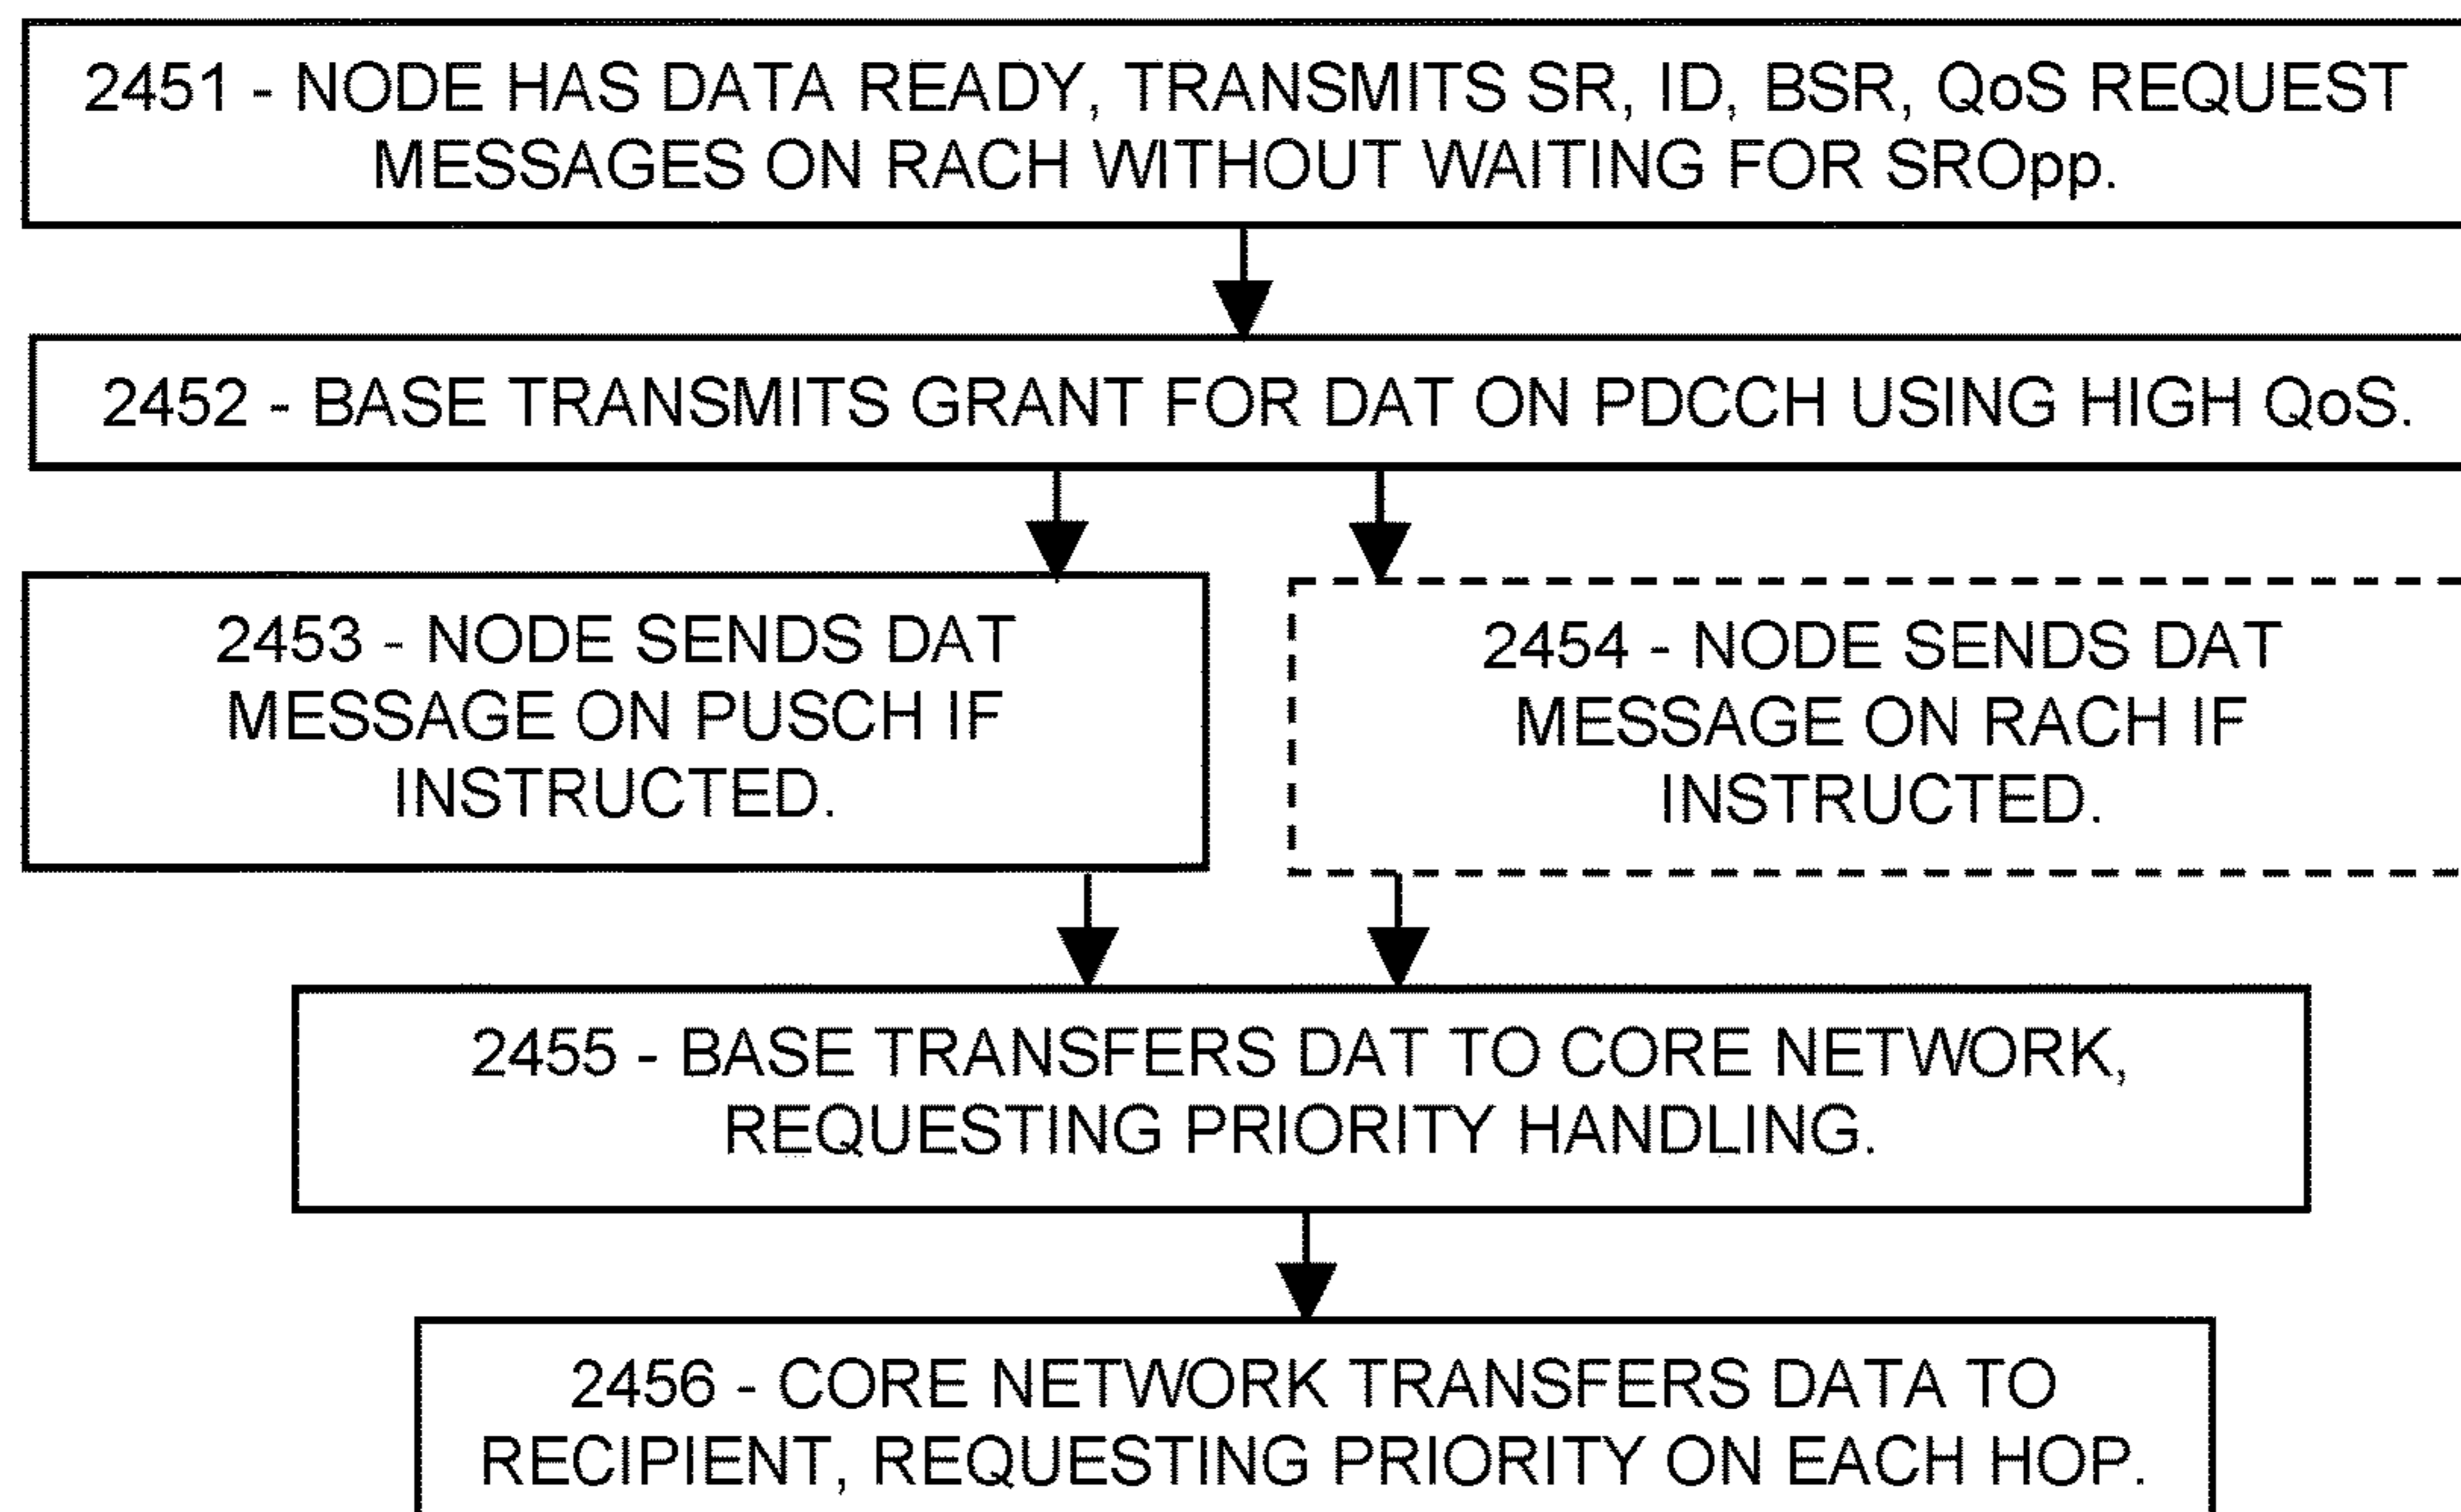 2451 - NODE HAS DATA READY, TRANSMITS SR, ID, BSR, QoS REQUEST
MESSAGES ON RACH WITHOUT WAITING FOR SROpp.
2452 - BASE TRANSMITS GRANT FOR DAT ON PDCCH USING HIGH QoS.
2453 - NODE SENDS DAT
MESSAGE ON PUSCH IF
INSTRUCTED.
2454 - NODE SENDS DAT
MESSAGE ON RACH IF
INSTRUCTED.
2455 - BASE TRANSFERS DAT TO CORE NETWORK,
REQUESTING PRIORITY HANDLING.
2456 - CORE NETWORK TRANSFERS DATA TO
RECIPIENT, REQUESTING PRIORITY ON EACH HOP.